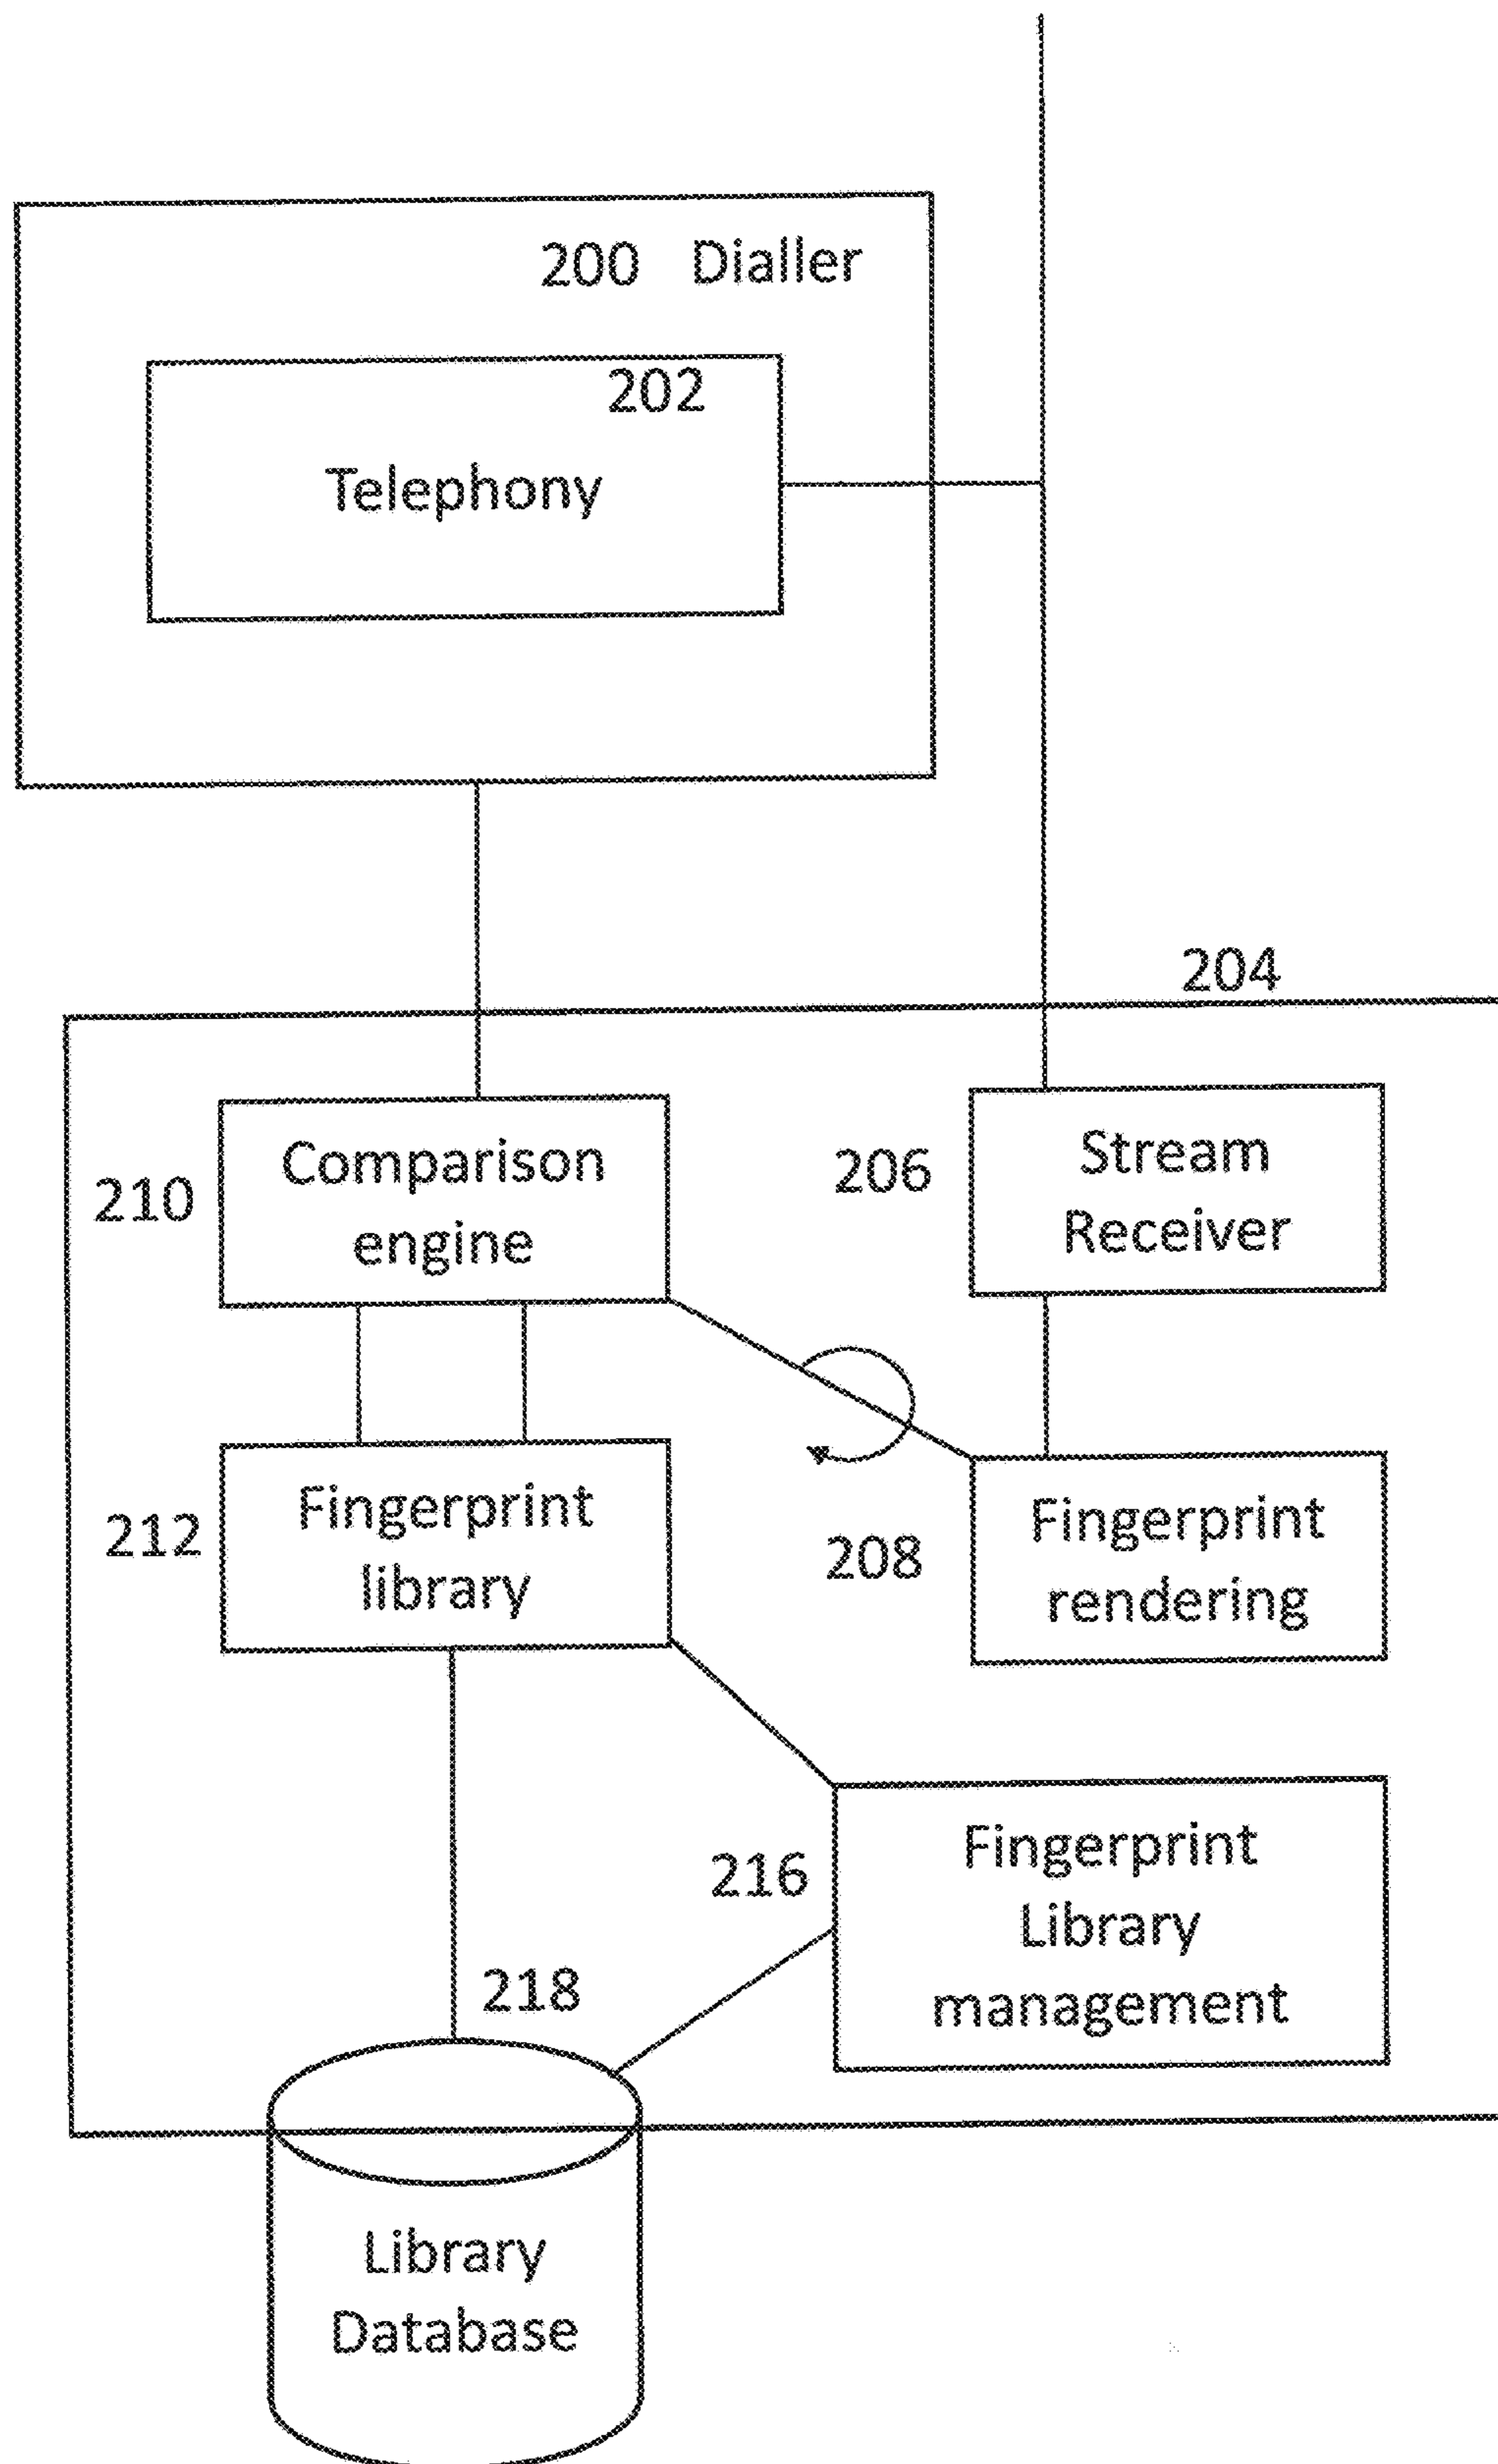 200 Dialler
202
Telephony
204
210
Comparison
engine
206
Stream
Receiver
212
Fingerprint
library
208
Fingerprint
rendering
216
Fingerprint
Library
management
218
Library
Database